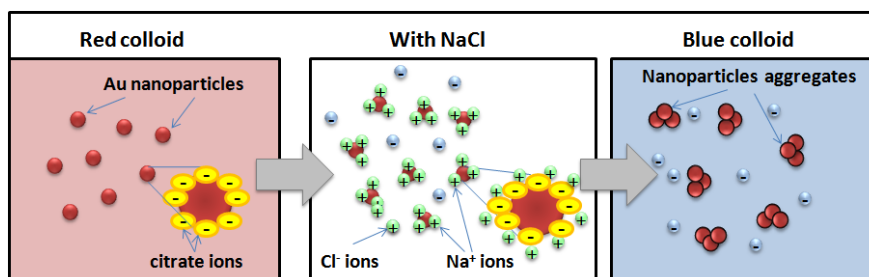 Red colloid
With NaCl
Blue colloid
Au nanoparticles
citrate ions
Cl⁻ ions
Na⁺ ions
Nanoparticles aggregates